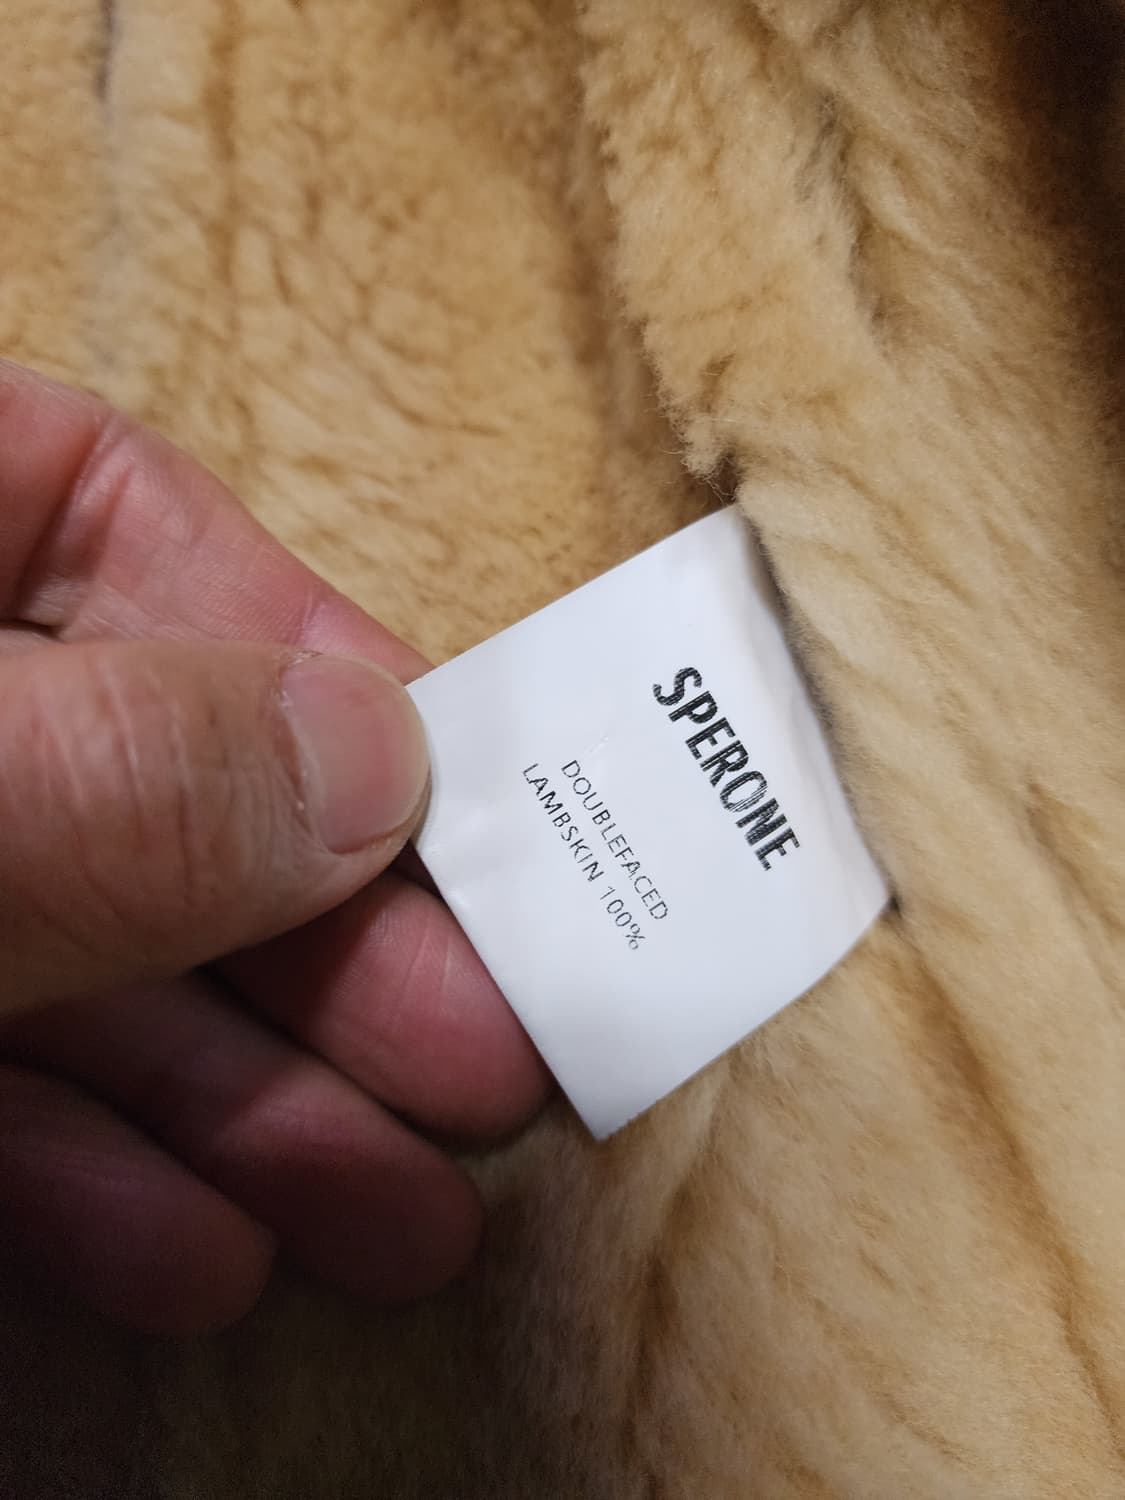 SPERONE
DOUBLEFACED
LAMBSKIN 100%